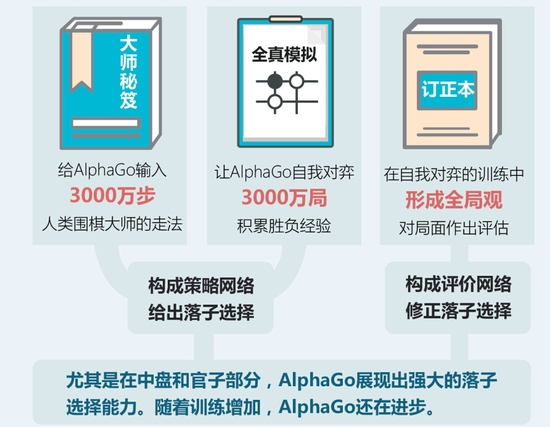 大师秘笈
全真模拟
订正本
给AlphaGo输入
3000万步
人类围棋大师的走法
让AlphaGo自我对弈
3000万局
积累胜负经验
在自我对弈的训练中
形成全局观
对局面作出评估
构成策略网络
给出落子选择
构成评价网络
修正落子选择
尤其是在中盘和官子部分，AlphaGo展现出强大的落子
选择能力。随着训练增加，AlphaGo还在进步。